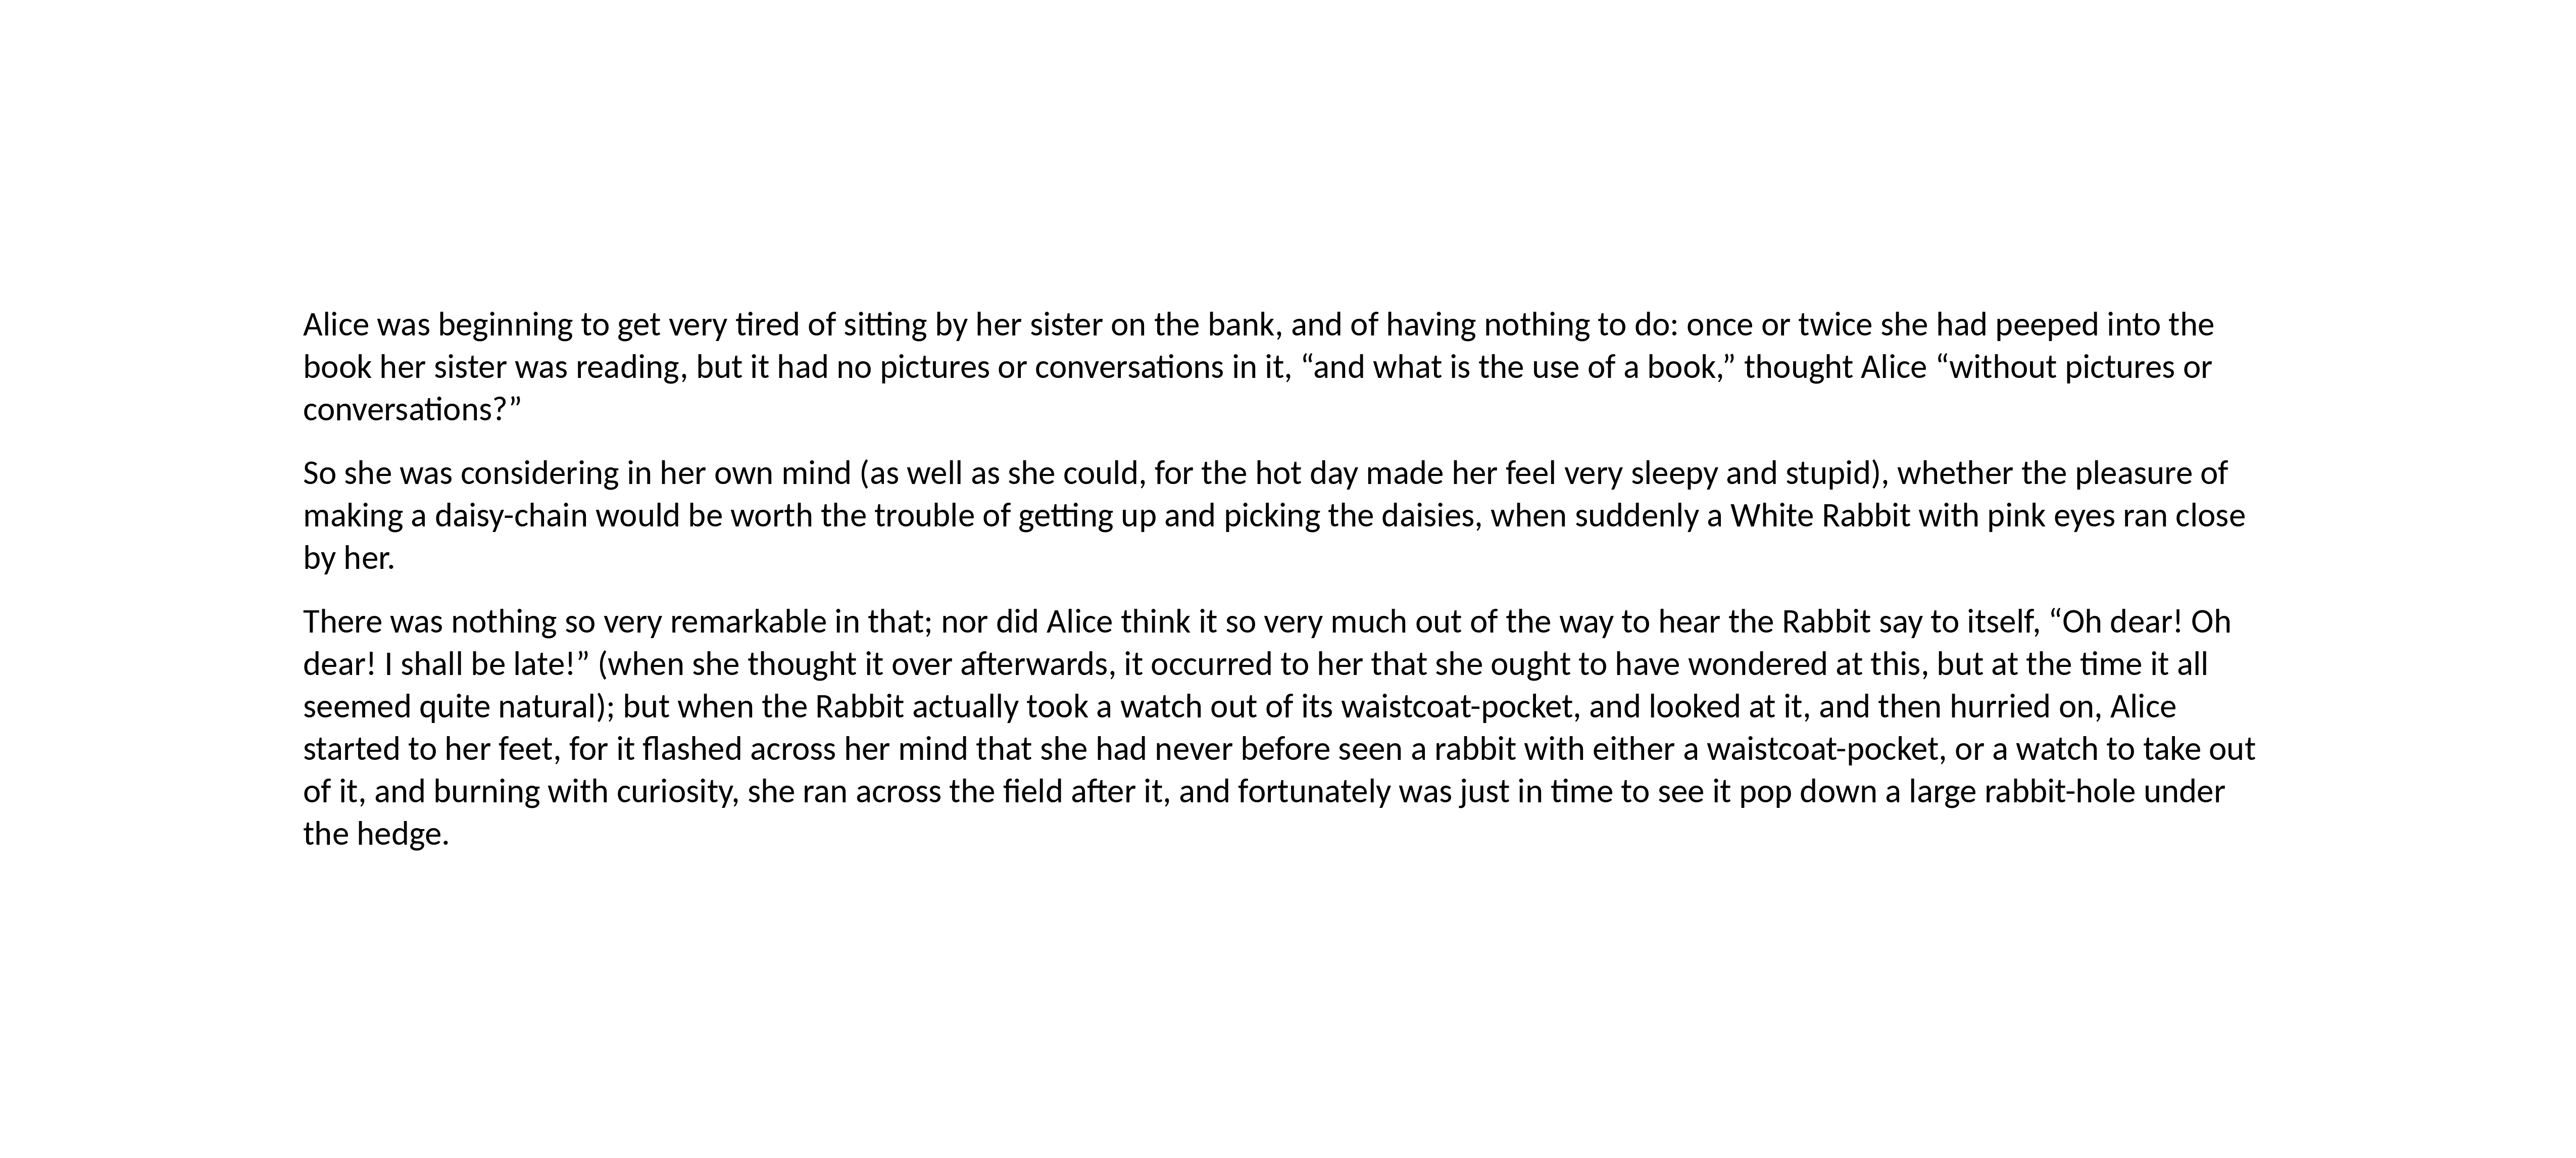 Alice was beginning to get very tired of sitting by her sister on the bank, and of having nothing to do: once or twice she had peeped into the
book her sister was reading, but it had no pictures or conversations in it, “and what is the use of a book,” thought Alice “without pictures or
conversations?”
So she was considering in her own mind (as well as she could, for the hot day made her feel very sleepy and stupid), whether the pleasure of
making a daisy-chain would be worth the trouble of getting up and picking the daisies, when suddenly a White Rabbit with pink eyes ran close
by her.
There was nothing so very remarkable in that; nor did Alice think it so very much out of the way to hear the Rabbit say to itself, “Oh dear! Oh
dear! I shall be late!” (when she thought it over afterwards, it occurred to her that she ought to have wondered at this, but at the time it all
seemed quite natural); but when the Rabbit actually took a watch out of its waistcoat-pocket, and looked at it, and then hurried on, Alice
started to her feet, for it flashed across her mind that she had never before seen a rabbit with either a waistcoat-pocket, or a watch to take out
of it, and burning with curiosity, she ran across the field after it, and fortunately was just in time to see it pop down a large rabbit-hole under
the hedge.